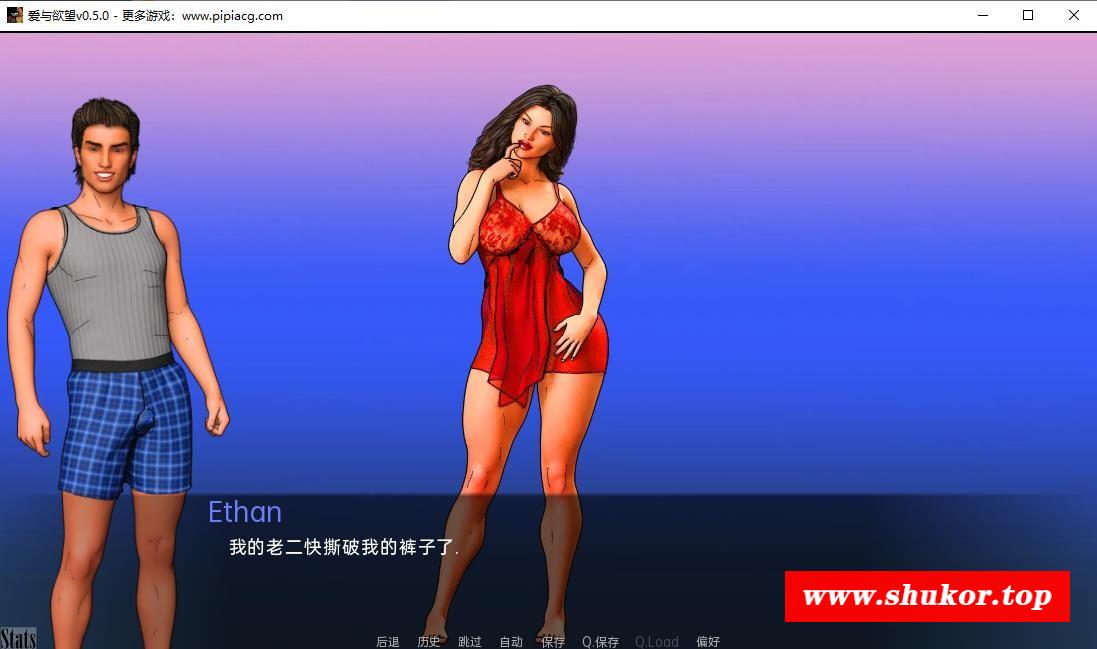 爱与欲望v0.5.0 - 更多游戏：www.pipiacg.com
Ethan
我的老二快撕破我的裤子了.
www.shukor.top
Stats
后退 历史 跳过 自动 保存 Q.保存 Q.Load 偏好